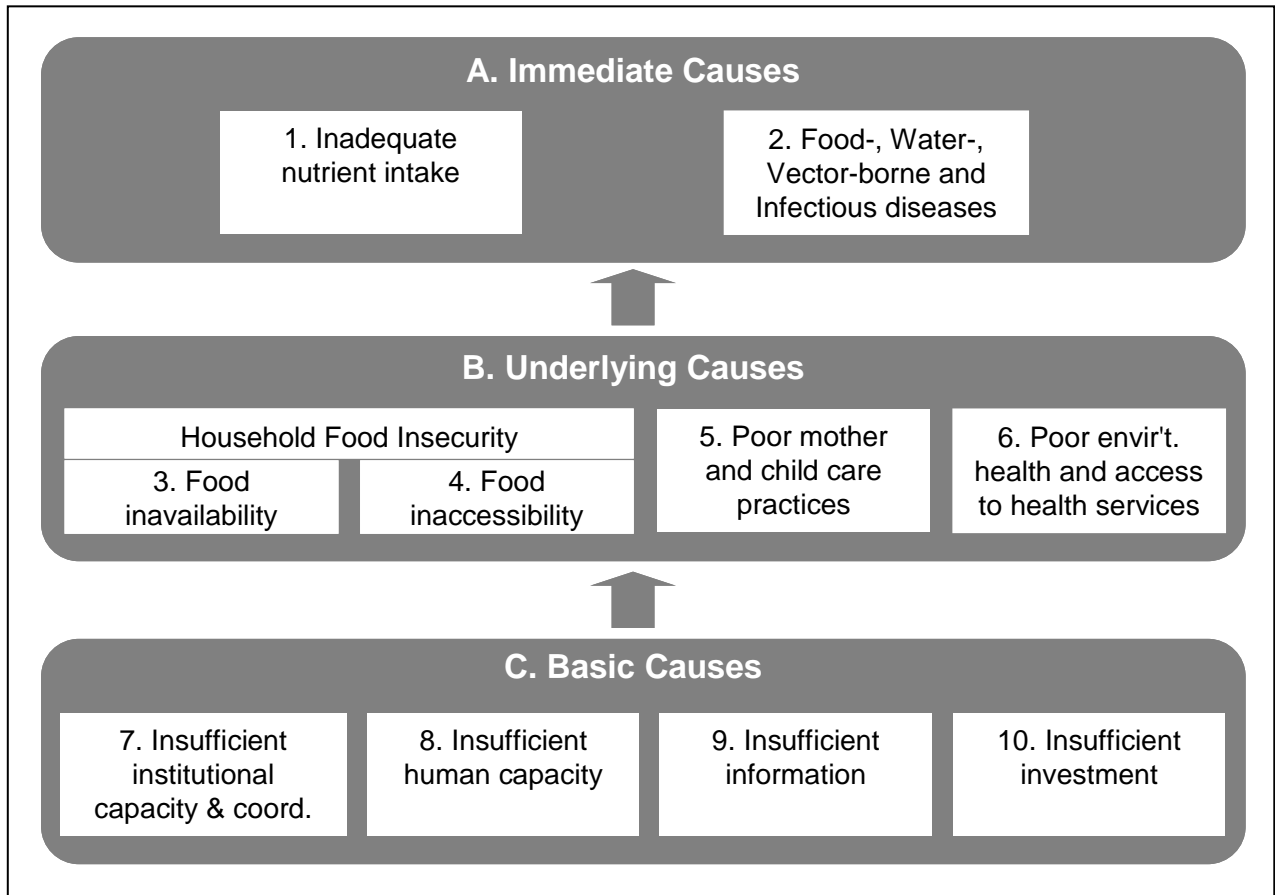 A. Immediate Causes
1. Inadequate
nutrient intake
2. Food-, Water-,
Vector-borne and
Infectious diseases
B. Underlying Causes
Household Food Insecurity
3. Food
inavailability
4. Food
inaccessibility
5. Poor mother
and child care
practices
6. Poor envir't.
health and access
to health services
C. Basic Causes
7. Insufficient
institutional
capacity & coord.
8. Insufficient
human capacity
9. Insufficient
information
10. Insufficient
investment